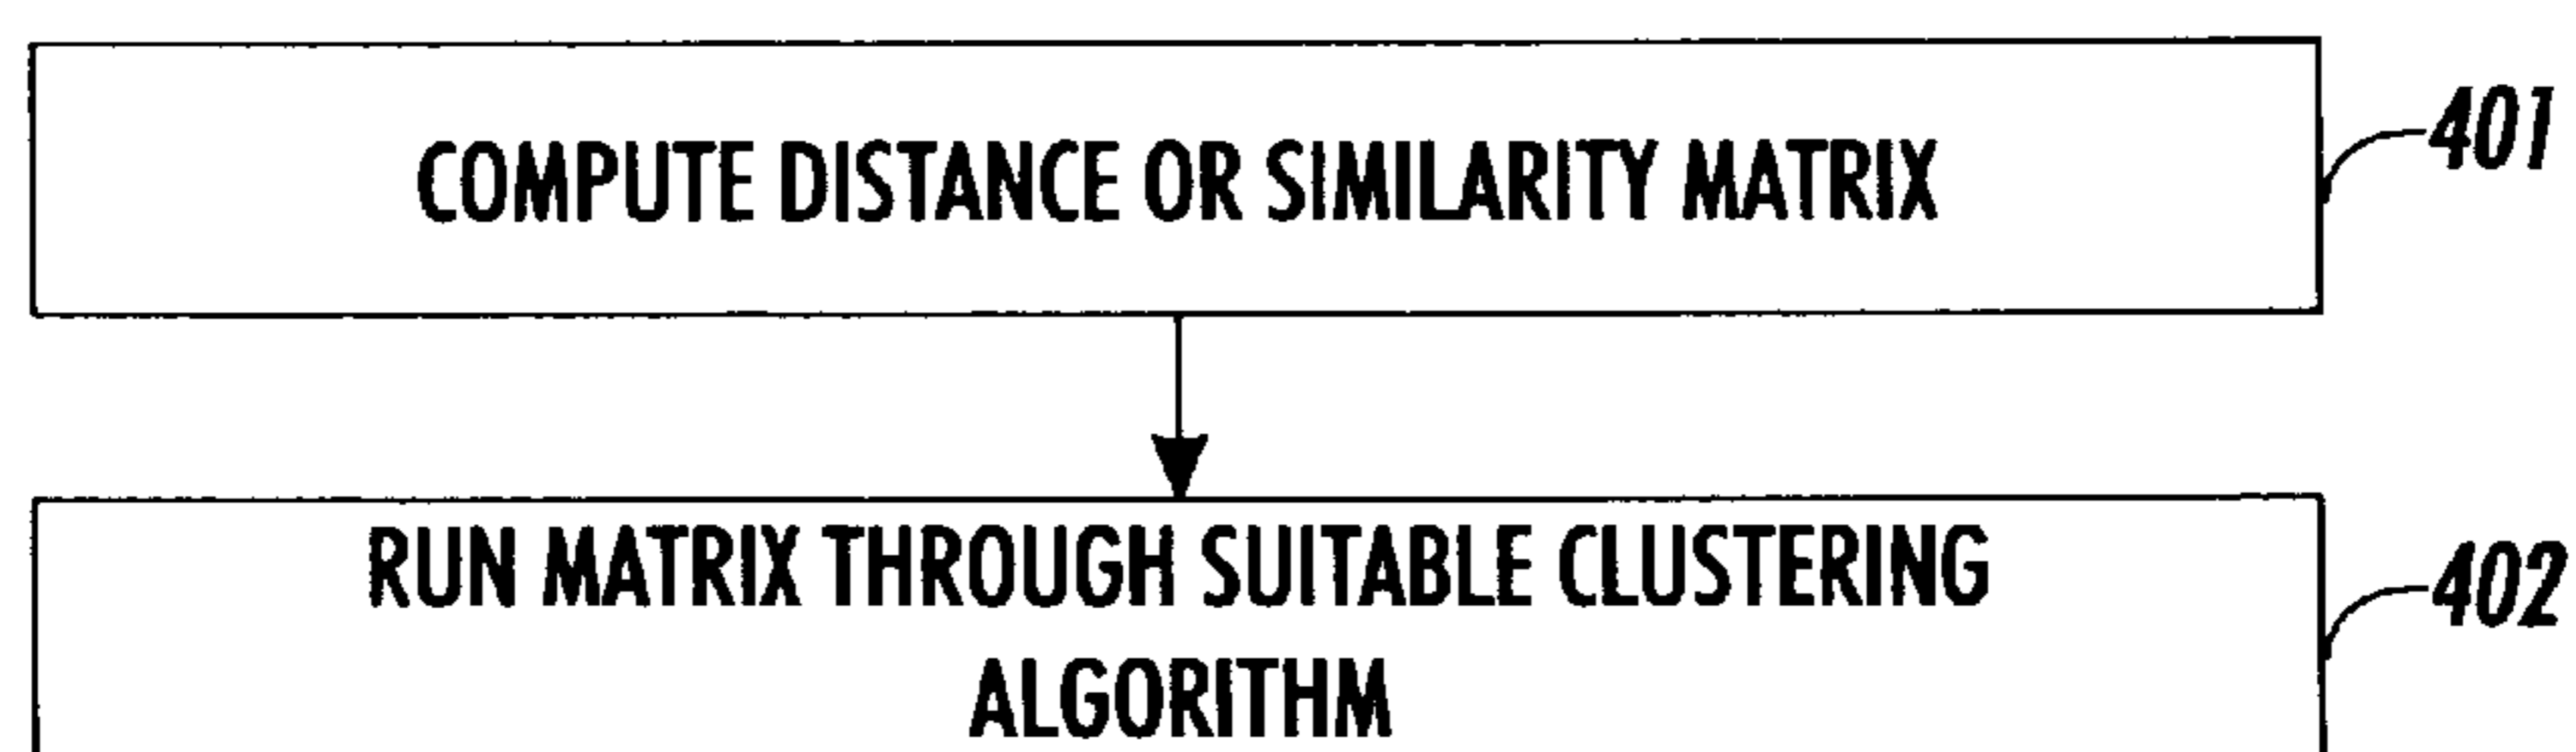 COMPUTE DISTANCE OR SIMILARITY MATRIX
401
RUN MATRIX THROUGH SUITABLE CLUSTERING
ALGORITHM
402